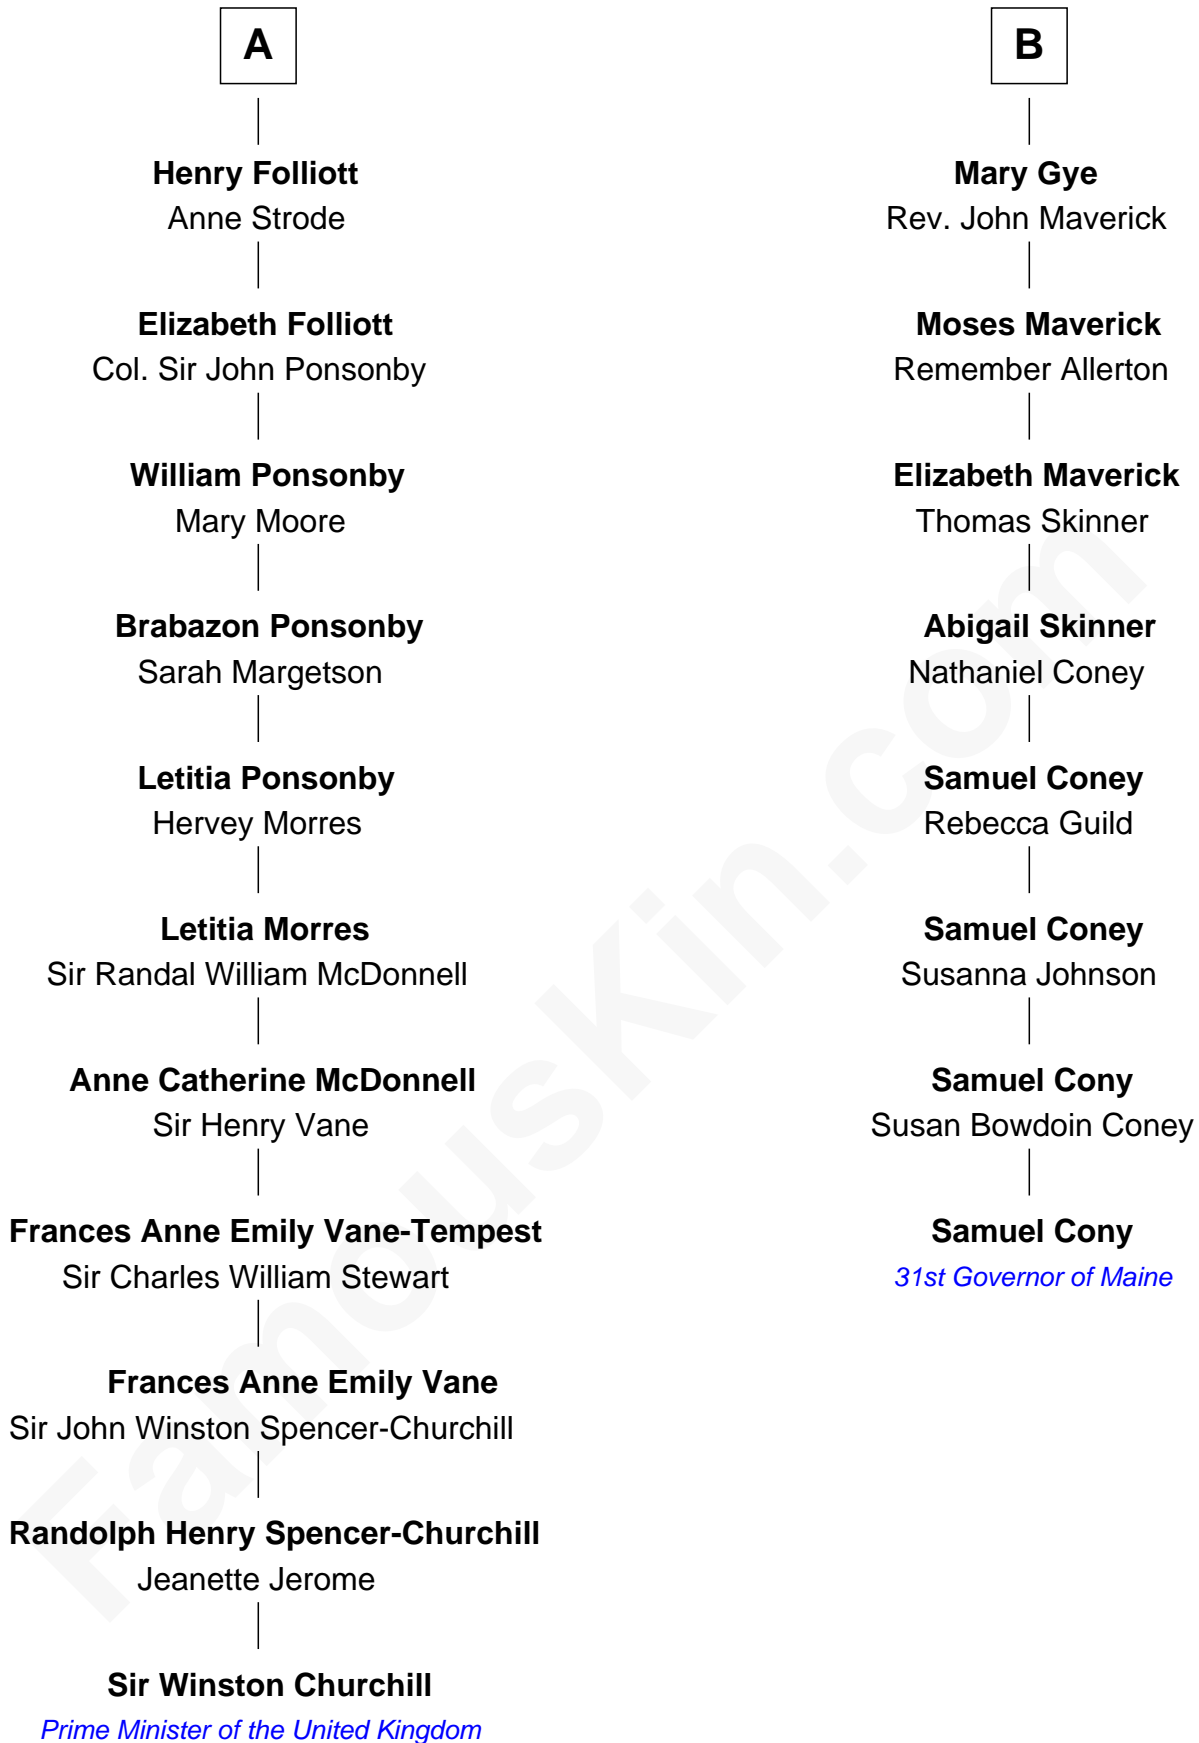 A
Henry Folliott
Anne Strode
Elizabeth Folliott
Col. Sir John Ponsonby
William Ponsonby
Mary Moore
Brabazon Ponsonby
Sarah Margetson
Letitia Ponsonby
Hervey Morres
Letitia Morres
Sir Randal William McDonnell
Anne Catherine McDonnell
Sir Henry Vane
Frances Anne Emily Vane-Tempest
Sir Charles William Stewart
Frances Anne Emily Vane
Sir John Winston Spencer-Churchill
Randolph Henry Spencer-Churchill
Jeanette Jerome
Sir Winston Churchill
Prime Minister of the United Kingdom
B
Mary Gye
Rev. John Maverick
Moses Maverick
Remember Allerton
Elizabeth Maverick
Thomas Skinner
Abigail Skinner
Nathaniel Coney
Samuel Coney
Rebecca Guild
Samuel Coney
Susanna Johnson
Samuel Cony
Susan Bowdoin Coney
Samuel Cony
31st Governor of Maine
FamousKin.com